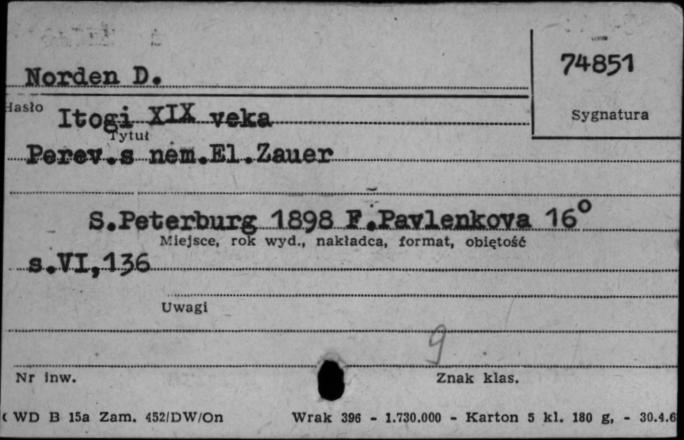 Norden D.
74851
Hasło
Itogi XIX veka
Sygnatura
Tytuł
Perev.s nem.El.Zauer
S.Peterburg 1898 F.Pavlenkova 16°
Miejsce, rok wyd., nakładca, format, objętość
s.VI,136
Uwagi
9
Nr inw.
Znak klas.
WD B 15a Zam. 452/DW/On Wrak 396 - 1.730.000 - Karton 5 kl. 180 g, - 30.4.6